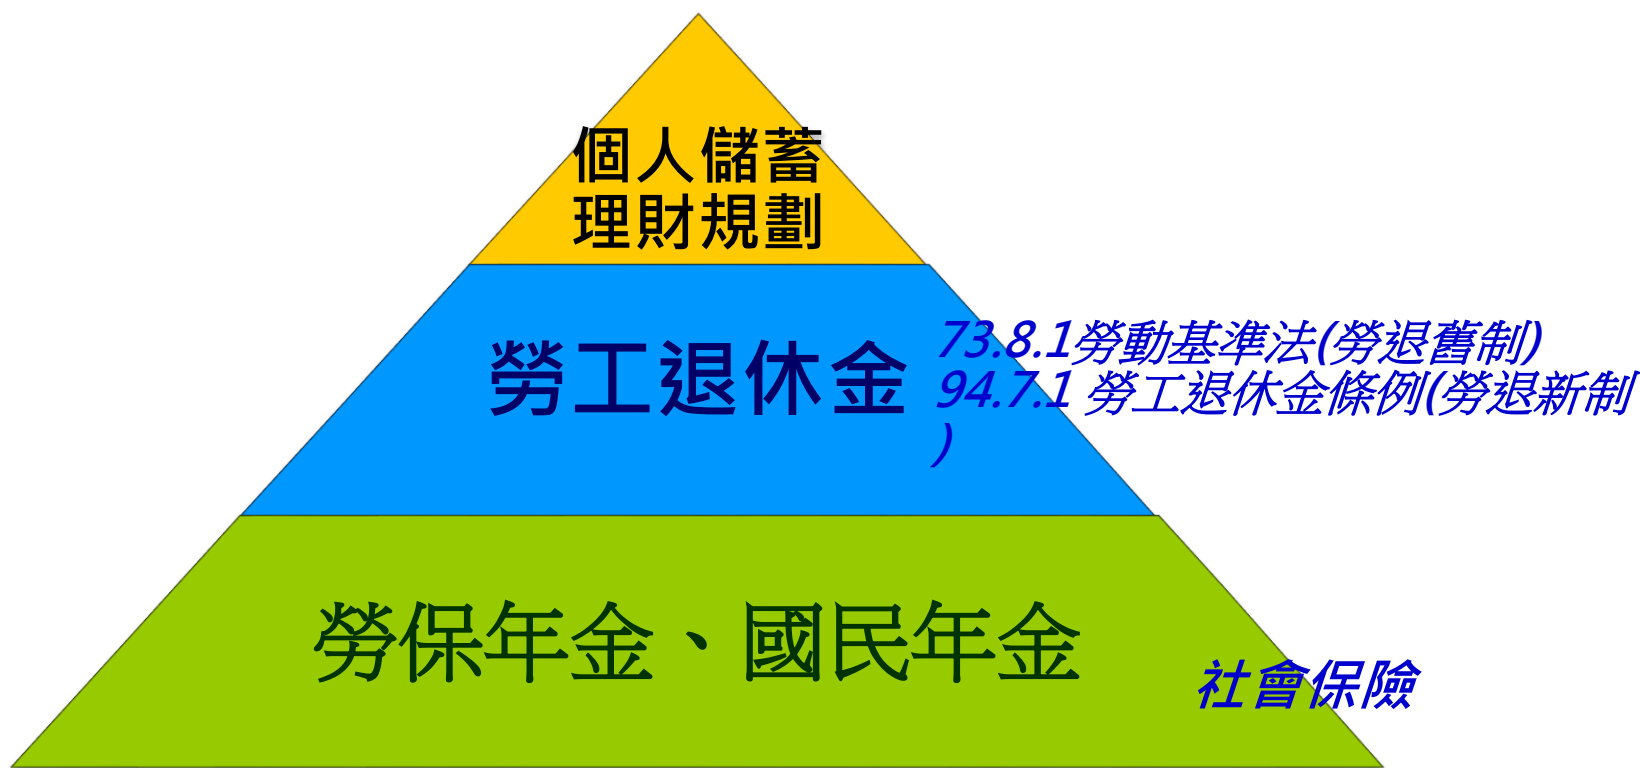 個人儲蓄
理財規劃
勞工退休金
73.8.1勞動基準法(勞退舊制)
94.7.1 勞工退休金條例(勞退新制
)
勞保年金、國民年金
社會保險